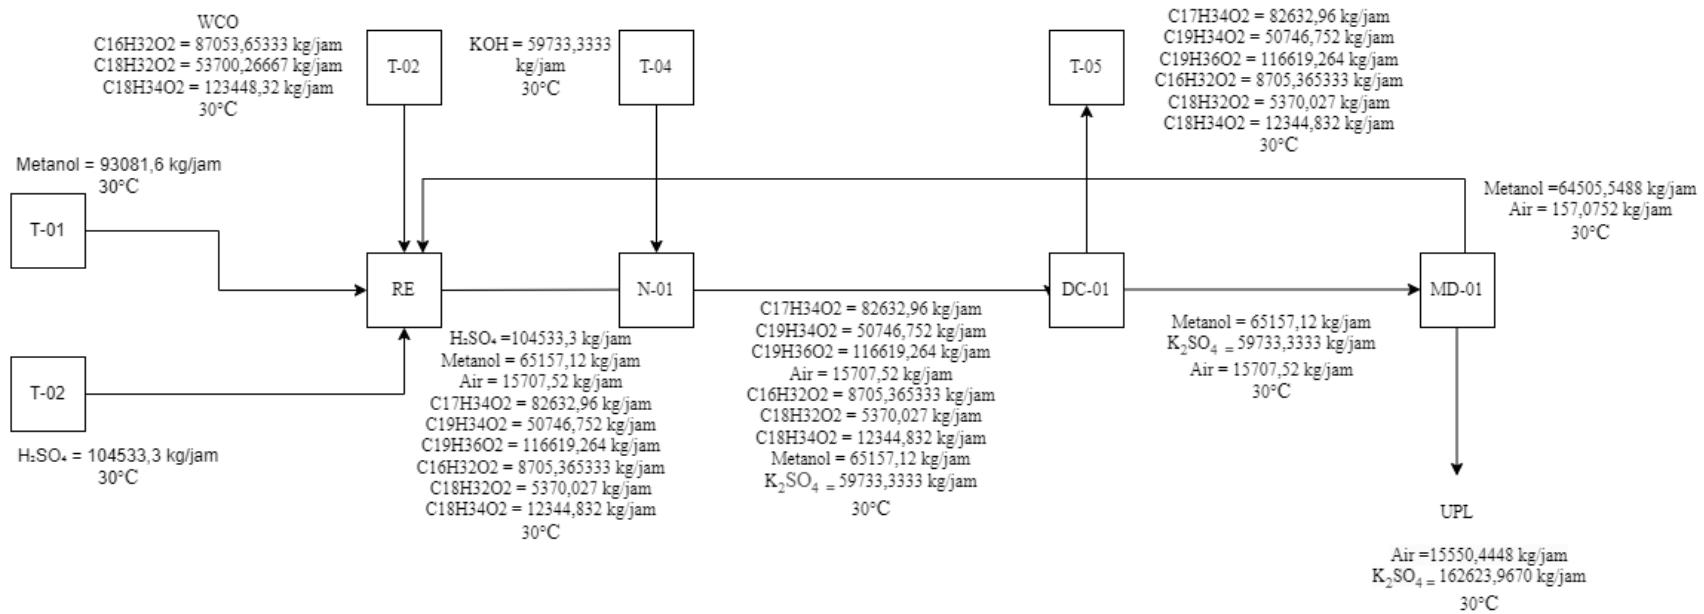 WCO
C16H32O2 = 87053,65333 kg/jam
C18H32O2 = 53700,26667 kg/jam
C18H34O2 = 123448,32 kg/jam
30°C
T-02
KOH = 59733,3333
kg/jam
30°C
T-04
T-05
C17H34O2 = 82632,96 kg/jam
C19H34O2 = 50746,752 kg/jam
C19H36O2 = 116619,264 kg/jam
C16H32O2 = 8705,365333 kg/jam
C18H32O2 = 5370,027 kg/jam
C18H34O2 = 12344,832 kg/jam
30°C
Metanol = 93081,6 kg/jam
30°C
T-01
Metanol =64505,5488 kg/jam
Air = 157,0752 kg/jam
30°C
RE
N-01
DC-01
MD-01
H₂SO₄ =104533,3 kg/jam
Metanol = 65157,12 kg/jam
Air = 15707,52 kg/jam
C17H34O2 = 82632,96 kg/jam
C19H34O2 = 50746,752 kg/jam
C19H36O2 = 116619,264 kg/jam
C16H32O2 = 8705,365333 kg/jam
C18H32O2 = 5370,027 kg/jam
C18H34O2 = 12344,832 kg/jam
30°C
C17H34O2 = 82632,96 kg/jam
C19H34O2 = 50746,752 kg/jam
C19H36O2 = 116619,264 kg/jam
Air = 15707,52 kg/jam
C16H32O2 = 8705,365333 kg/jam
C18H32O2 = 5370,027 kg/jam
C18H34O2 = 12344,832 kg/jam
Metanol = 65157,12 kg/jam
K₂SO₄ = 59733,3333 kg/jam
30°C
Metanol = 65157,12 kg/jam
K₂SO₄ = 59733,3333 kg/jam
Air = 15707,52 kg/jam
30°C
T-02
H₂SO₄ = 104533,3 kg/jam
30°C
UPL
Air =15550,4448 kg/jam
K₂SO₄ = 162623,9670 kg/jam
30°C